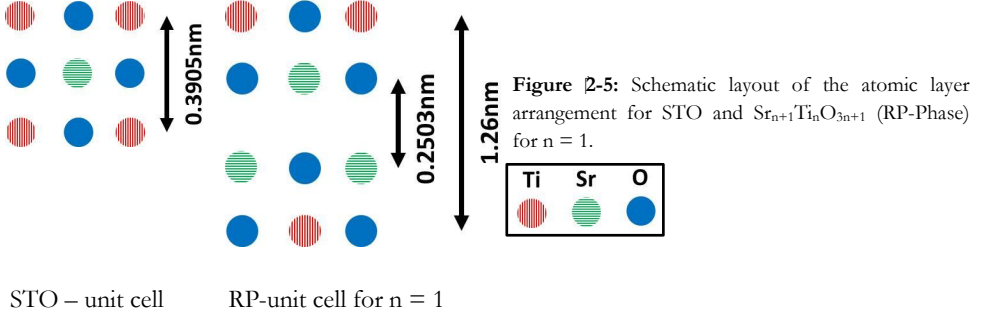 0.3905nm
0.2503nm
1.26nm
Figure 2-5: Schematic layout of the atomic layer
arrangement for STO and Srn+1TinO3n+1 (RP-Phase)
for n = 1.
Ti Sr O
STO – unit cell RP-unit cell for n = 1